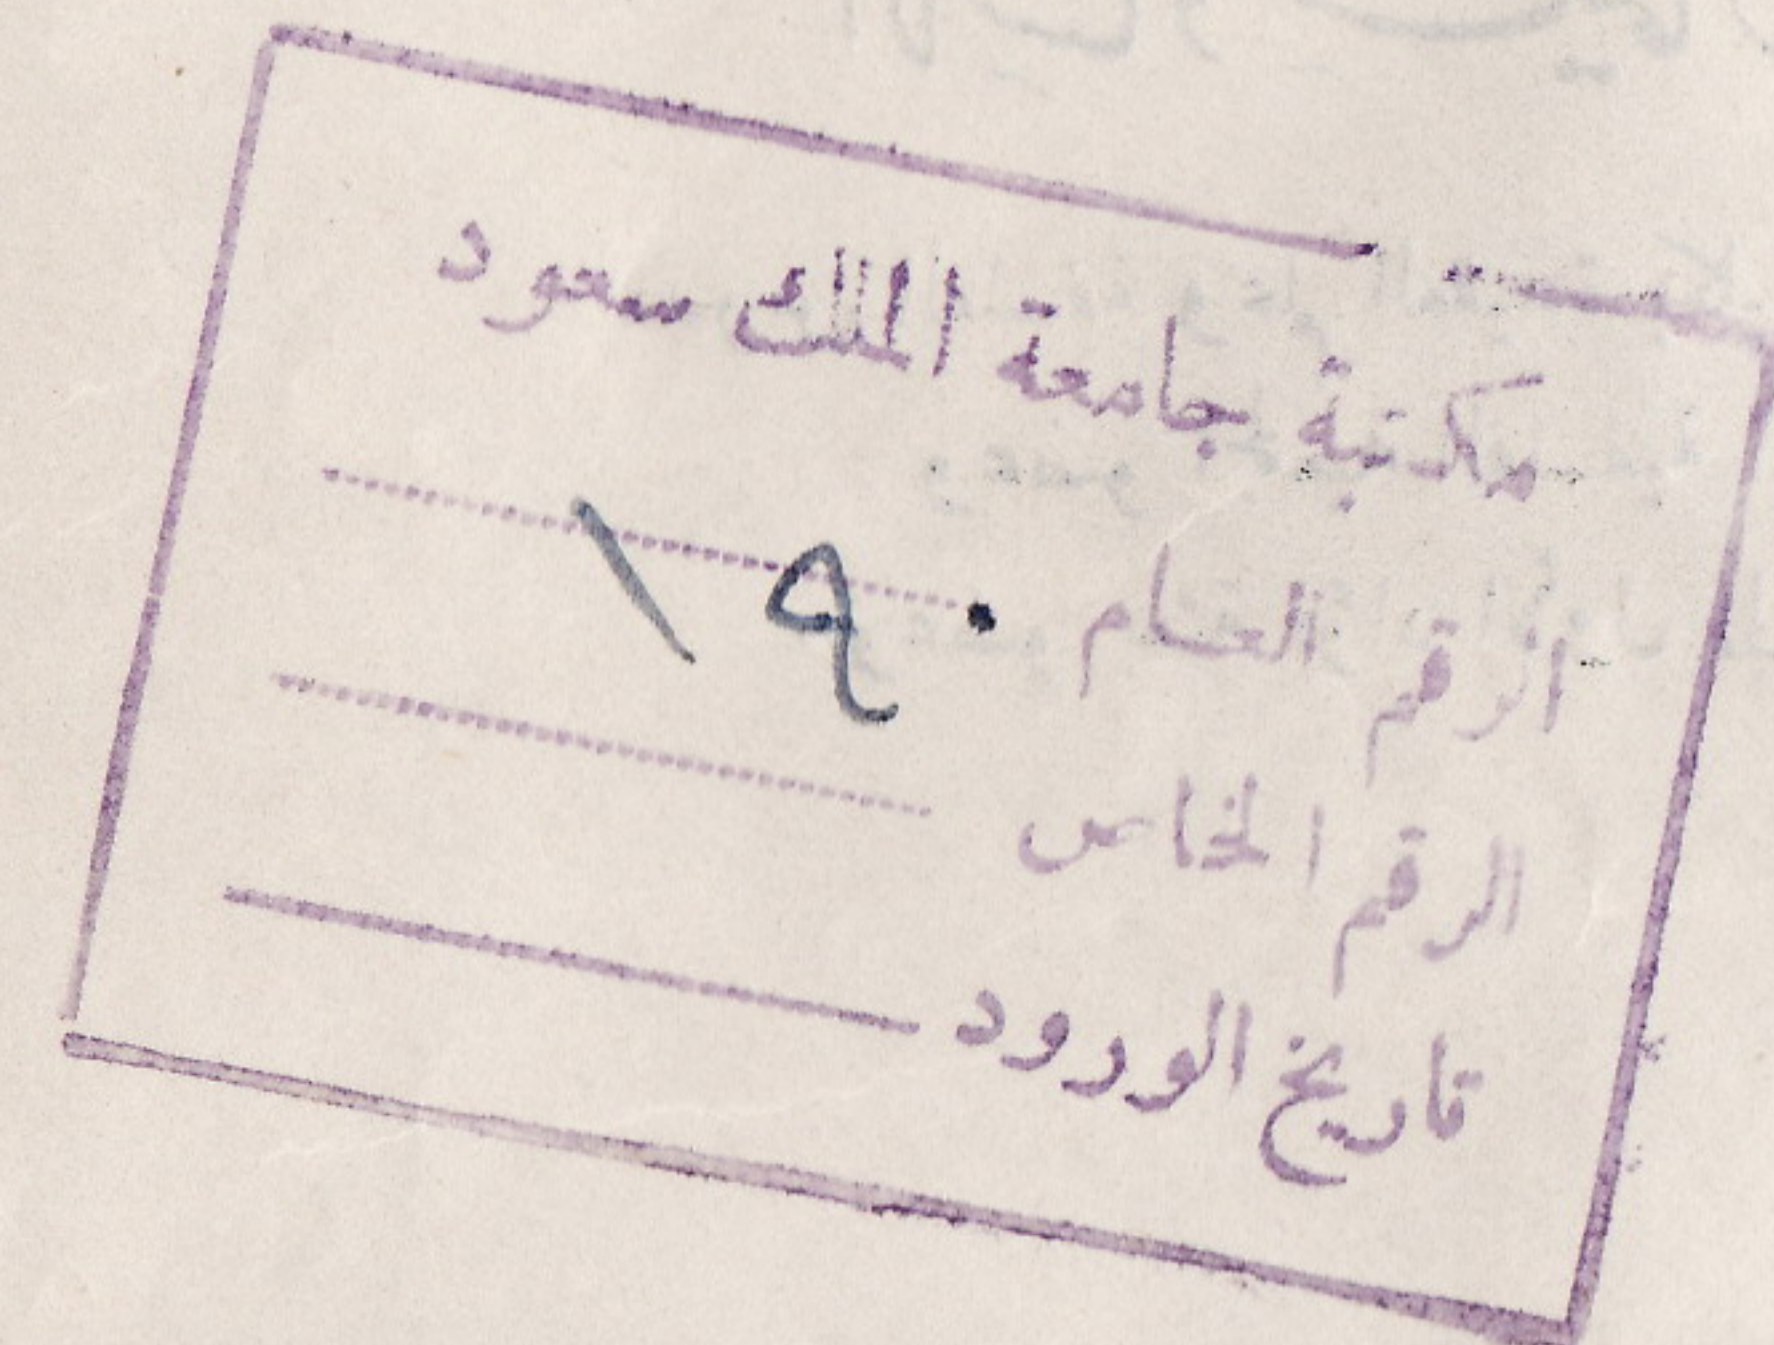 مكتبة جامعة الملك سعود
الرقم العام ١٩٠
الرقم الخاص
تاريخ الورود